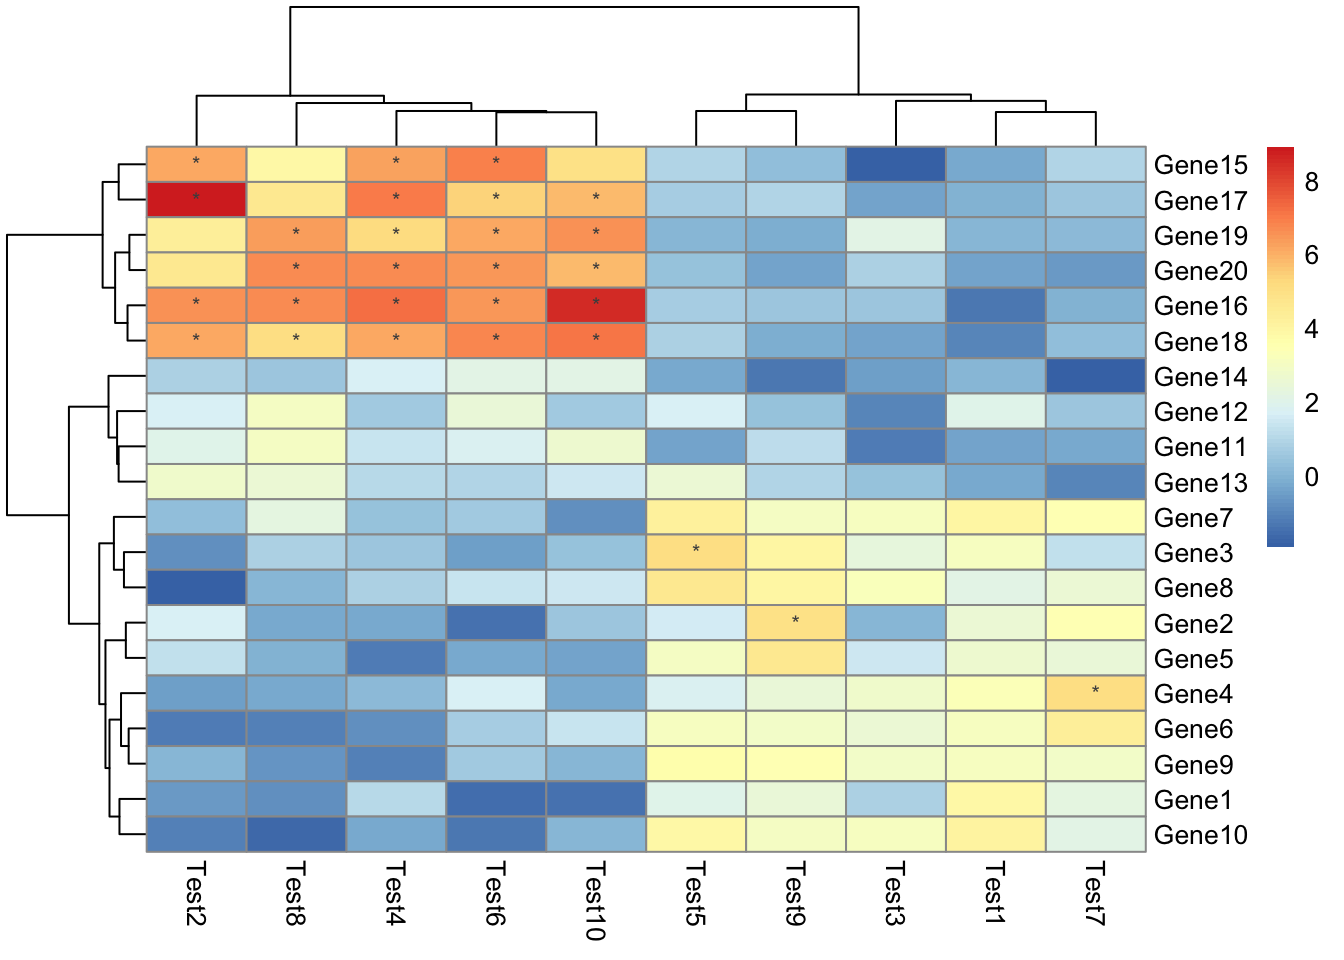 * * * Gene15
* * * * Gene17
* * * * Gene19
* * * * Gene20
* * * * * Gene16
* * * * * Gene18
Gene14
Gene12
Gene11
Gene13
Gene7
* Gene3
Gene8
* Gene2
Gene5
* Gene4
Gene6
Gene9
Gene1
Gene10
8
6
4
2
0
Test2
Test8
Test4
Test6
Test10
Test5
Test9
Test3
Test1
Test7